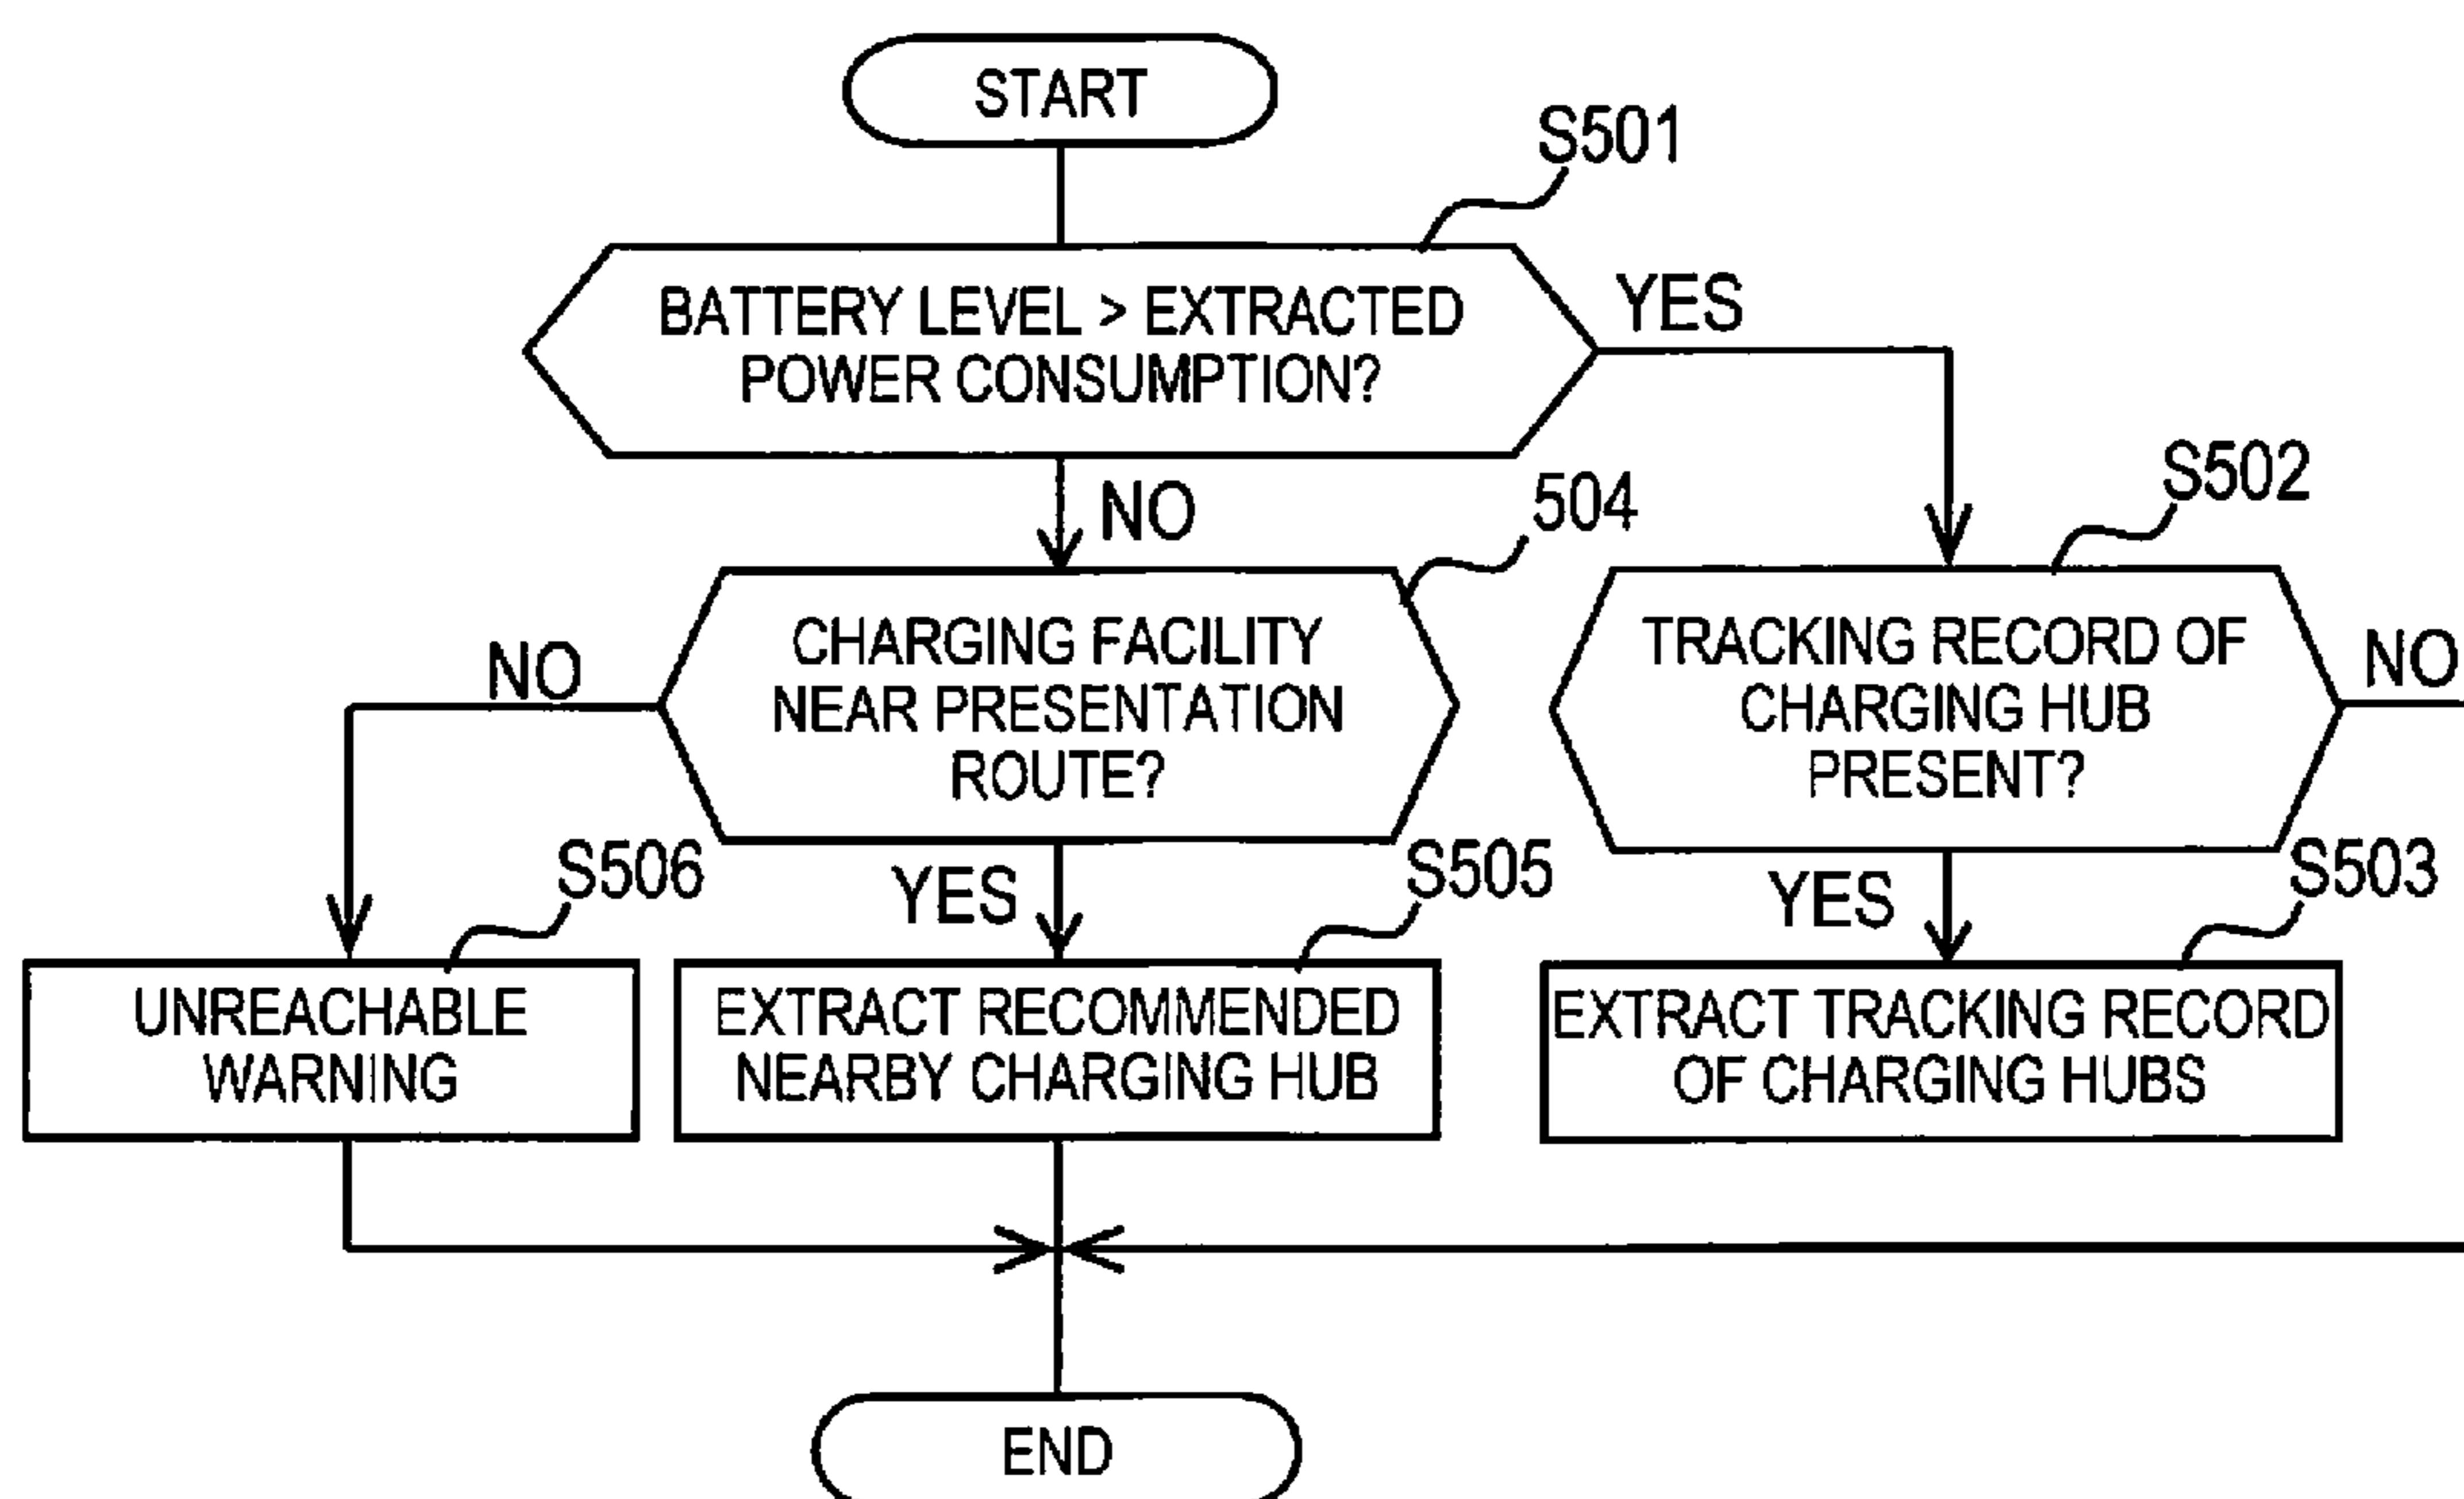 START
S501
BATTERY LEVEL > EXTRACTED
POWER CONSUMPTION?
YES
NO
504
S502
CHARGING FACILITY
NEAR PRESENTATION
ROUTE?
NO
TRACKING RECORD OF
CHARGING HUB
PRESENT?
NO
S506
YES
S505
YES
S503
UNREACHABLE
WARNING
EXTRACT RECOMMENDED
NEARBY CHARGING HUB
EXTRACT TRACKING RECORD
OF CHARGING HUBS
END